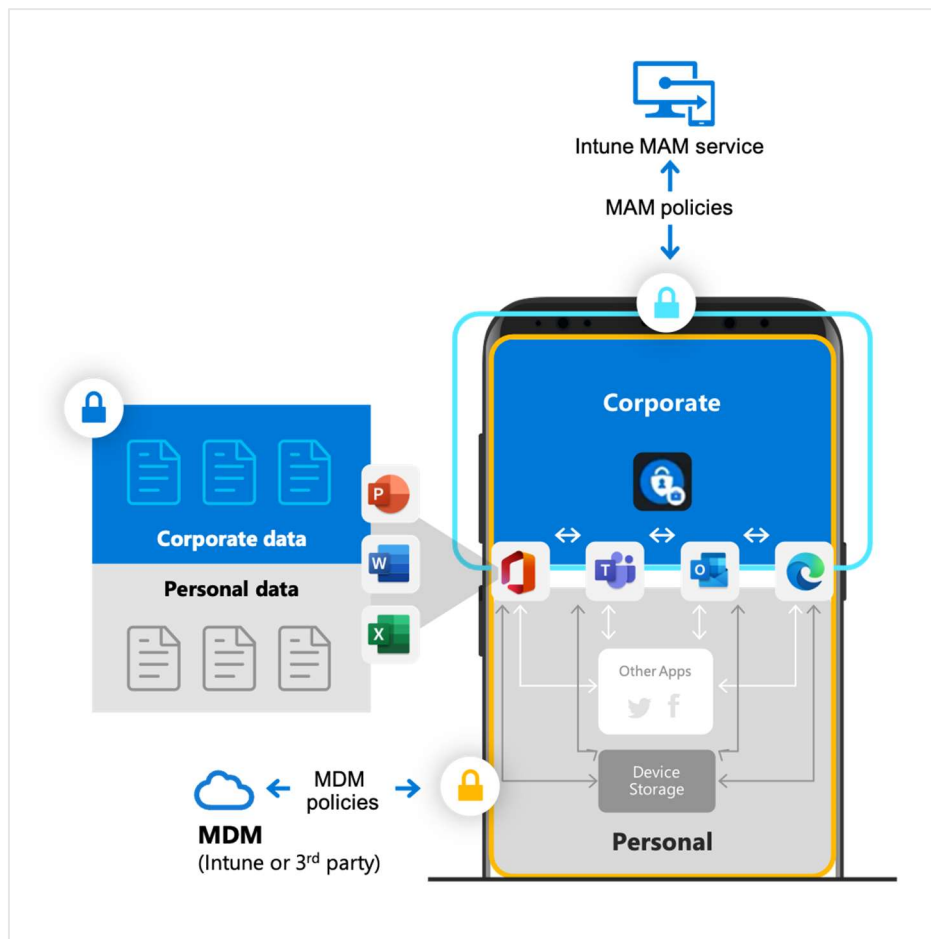 Intune MAM service
MAM policies
Corporate
Corporate data
Personal data
P
W
X
T
O
Other Apps
f
Device
Storage
MDM
policies
MDM
(Intune or 3rd party)
Personal